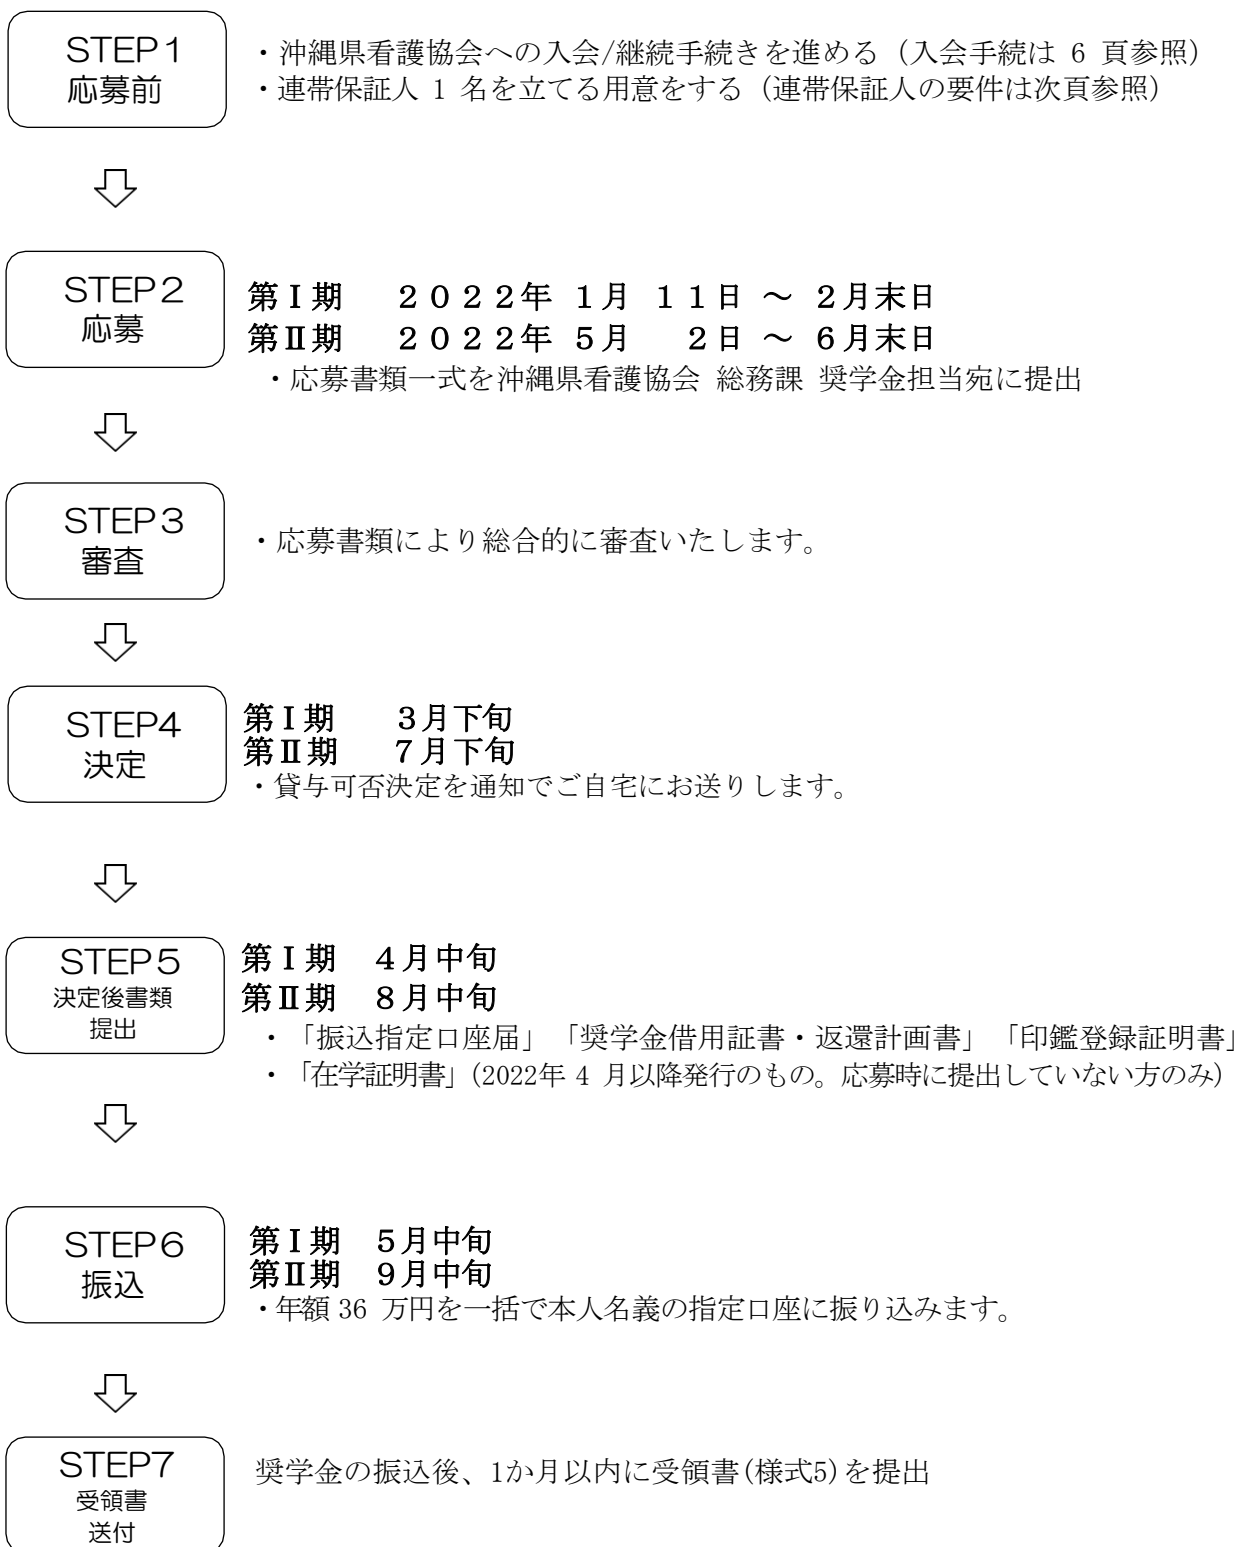 STEP１
応募前
・沖縄県看護協会への入会/継続手続きを進める（入会手続は 6 頁参照）
・連帯保証人 1 名を立てる用意をする（連帯保証人の要件は次頁参照）
STEP２
応募
第Ⅰ期　２０２２年 １月 １１日 ～ ２月末日
第Ⅱ期　２０２２年 ５月　２日 ～ ６月末日
・応募書類一式を沖縄県看護協会 総務課 奨学金担当宛に提出
STEP３
審査
・応募書類により総合的に審査いたします。
STEP4
決定
第Ⅰ期　３月下旬
第Ⅱ期　７月下旬
・貸与可否決定を通知でご自宅にお送りします。
STEP５
決定後書類
提出
第Ⅰ期　４月中旬
第Ⅱ期　８月中旬
・「振込指定口座届」「奨学金借用証書・返還計画書」「印鑑登録証明書」
・「在学証明書」（2022年 4 月以降発行のもの。応募時に提出していない方のみ）
STEP６
振込
第Ⅰ期　５月中旬
第Ⅱ期　９月中旬
・年額 36 万円を一括で本人名義の指定口座に振り込みます。
STEP7
受領書
送付
奨学金の振込後、1か月以内に受領書(様式5)を提出